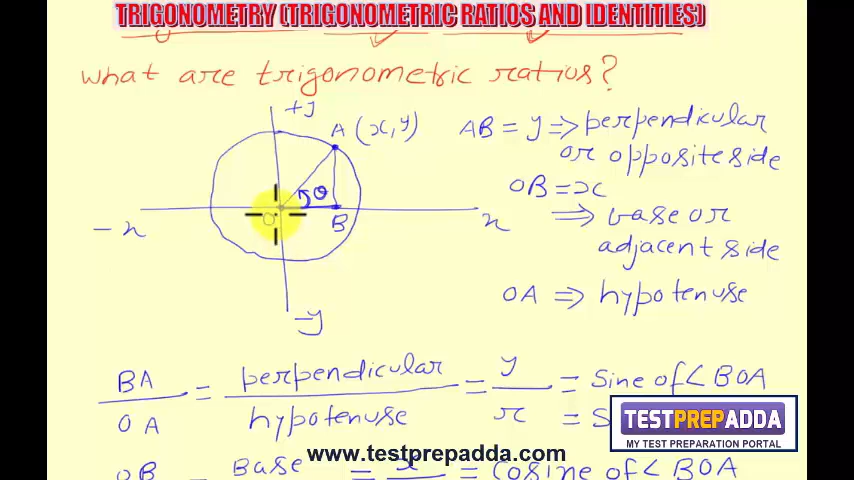 TRIGONOMETRY (TRIGONOMETRIC RATIOS AND IDENTITIES)
what are trigonometric ratios?
+y
A (x,y)
AB = y => perpendicular
or opposite side
θ
OB = x
O
B
-x
x
=> base or
adjacent side
OA => hypotenuse
-y
BA / OA = perpendicular / hypotenuse = y / r = Sine of ∠ BOA
= S
TESTPREPADDA
MY TEST PREPARATION PORTAL
www.testprepadda.com
OB = Base = x = Cosine of ∠ BOA